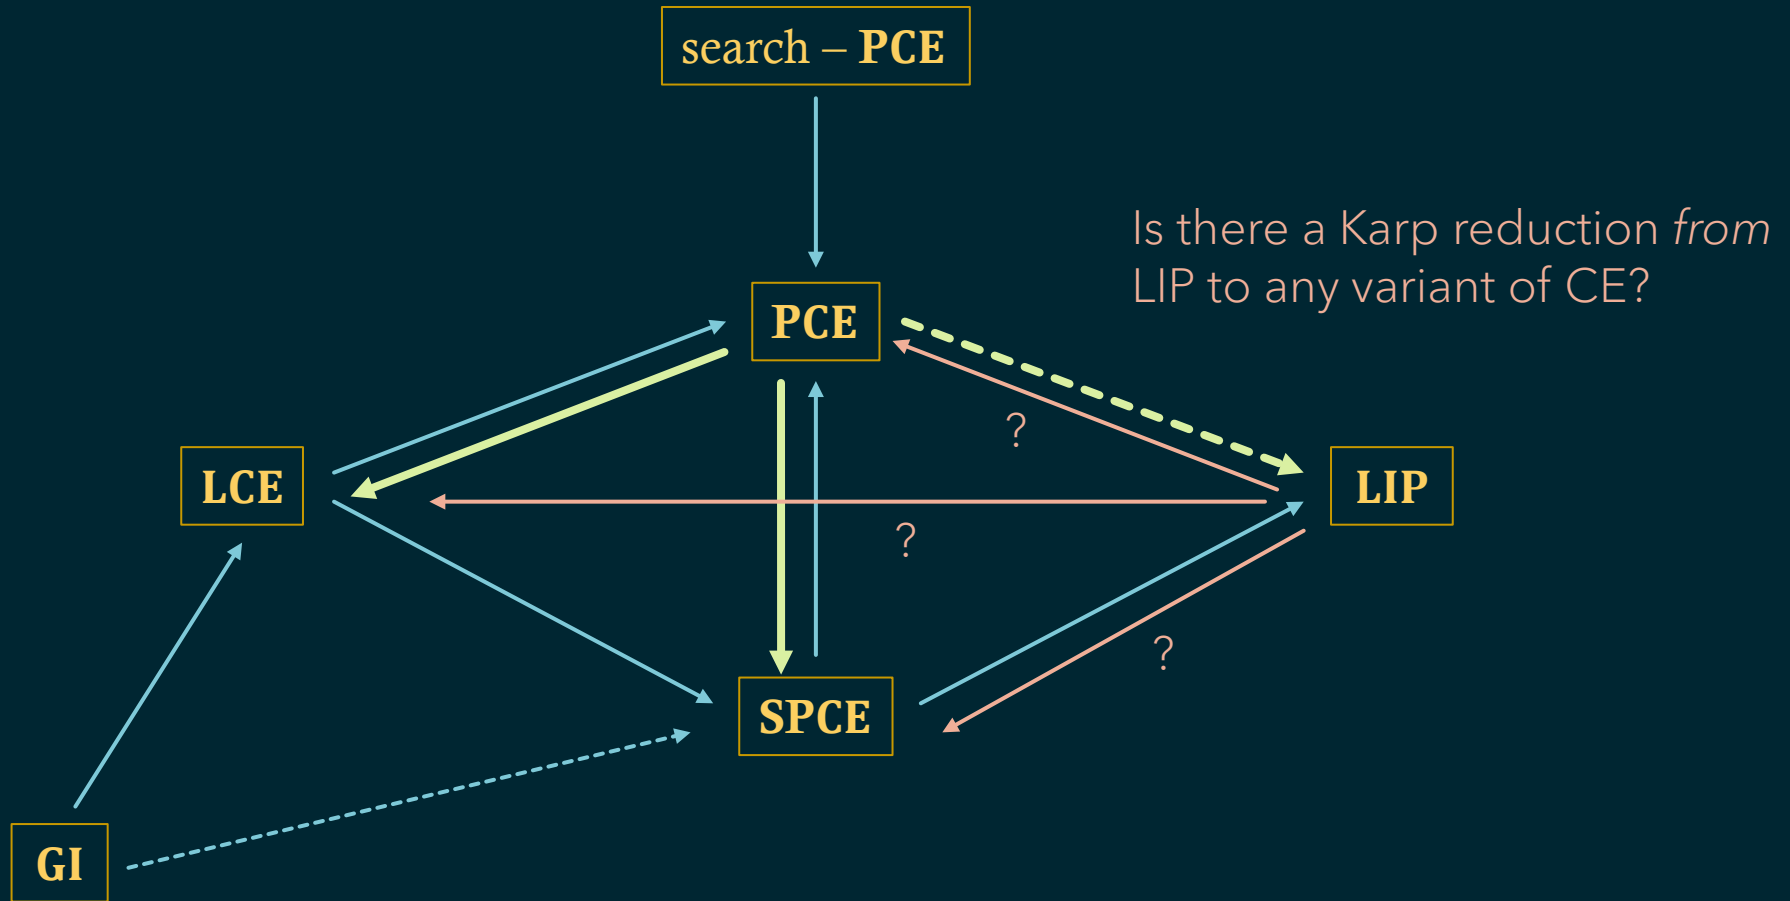 search – PCE
Is there a Karp reduction from
LIP to any variant of CE?
PCE
?
LCE
LIP
?
?
SPCE
GI